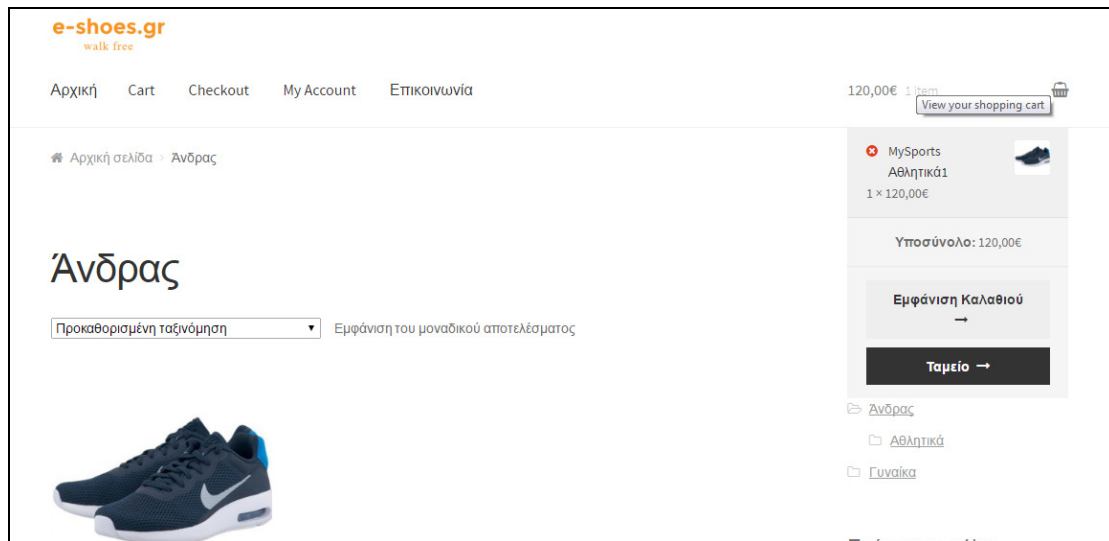 e-shoes.gr
walk free
Αρχική Cart Checkout My Account Επικοινωνία
120,00€ 1 item
View your shopping cart
Αρχική σελίδα › Άνδρας
MySports
Αθλητικά1
1 × 120,00€
Υποσύνολο: 120,00€
Εμφάνιση Καλαθιού
→
Ταμείο →
Άνδρας
Προκαθορισμένη ταξινόμηση
Εμφάνιση του μοναδικού αποτελέσματος
Άνδρας
Αθλητικά
Γυναίκα